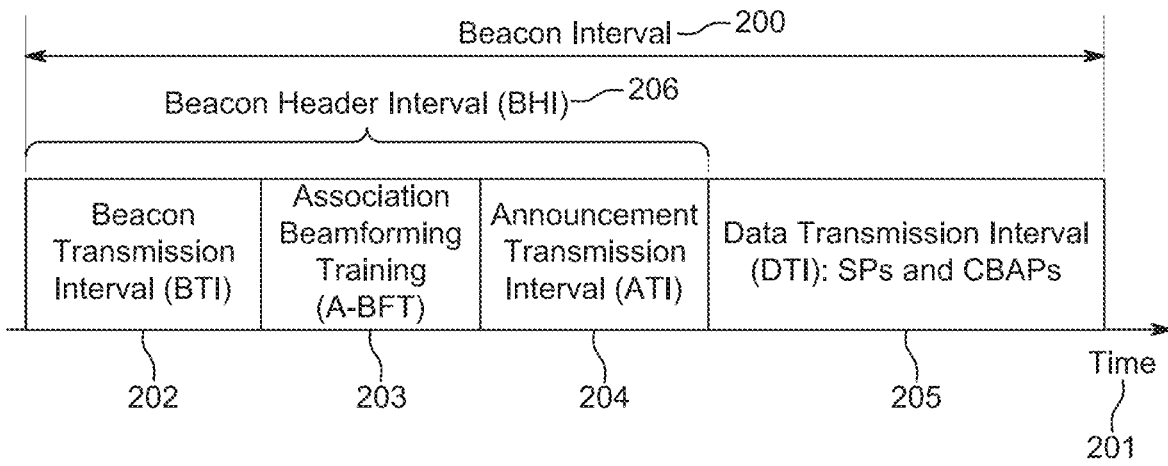 Beacon Interval 200
Beacon Header Interval (BHI) 206
Beacon
Transmission
Interval (BTI)
Association
Beamforming
Training
(A-BFT)
Announcement
Transmission
Interval (ATI)
Data Transmission Interval
(DTI): SPs and CBAPs
202
203
204
205
Time
201